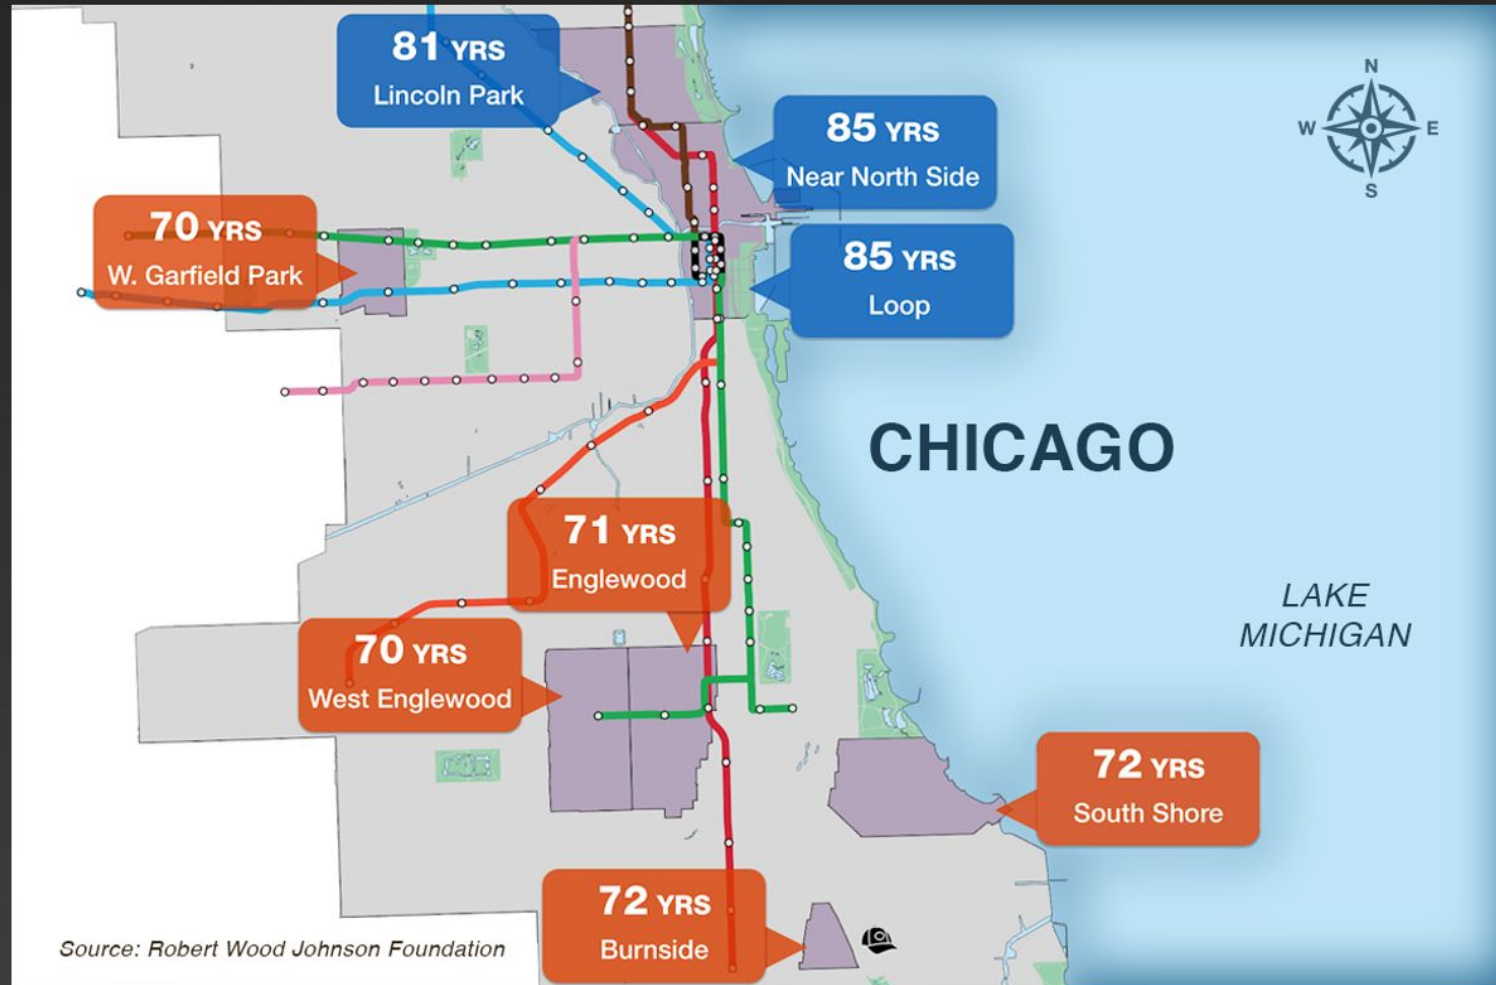 81 YRS
Lincoln Park
85 YRS
Near North Side
N
W
E
S
70 YRS
W. Garfield Park
85 YRS
Loop
CHICAGO
71 YRS
Englewood
LAKE
MICHIGAN
70 YRS
West Englewood
72 YRS
South Shore
72 YRS
Burnside
Source: Robert Wood Johnson Foundation